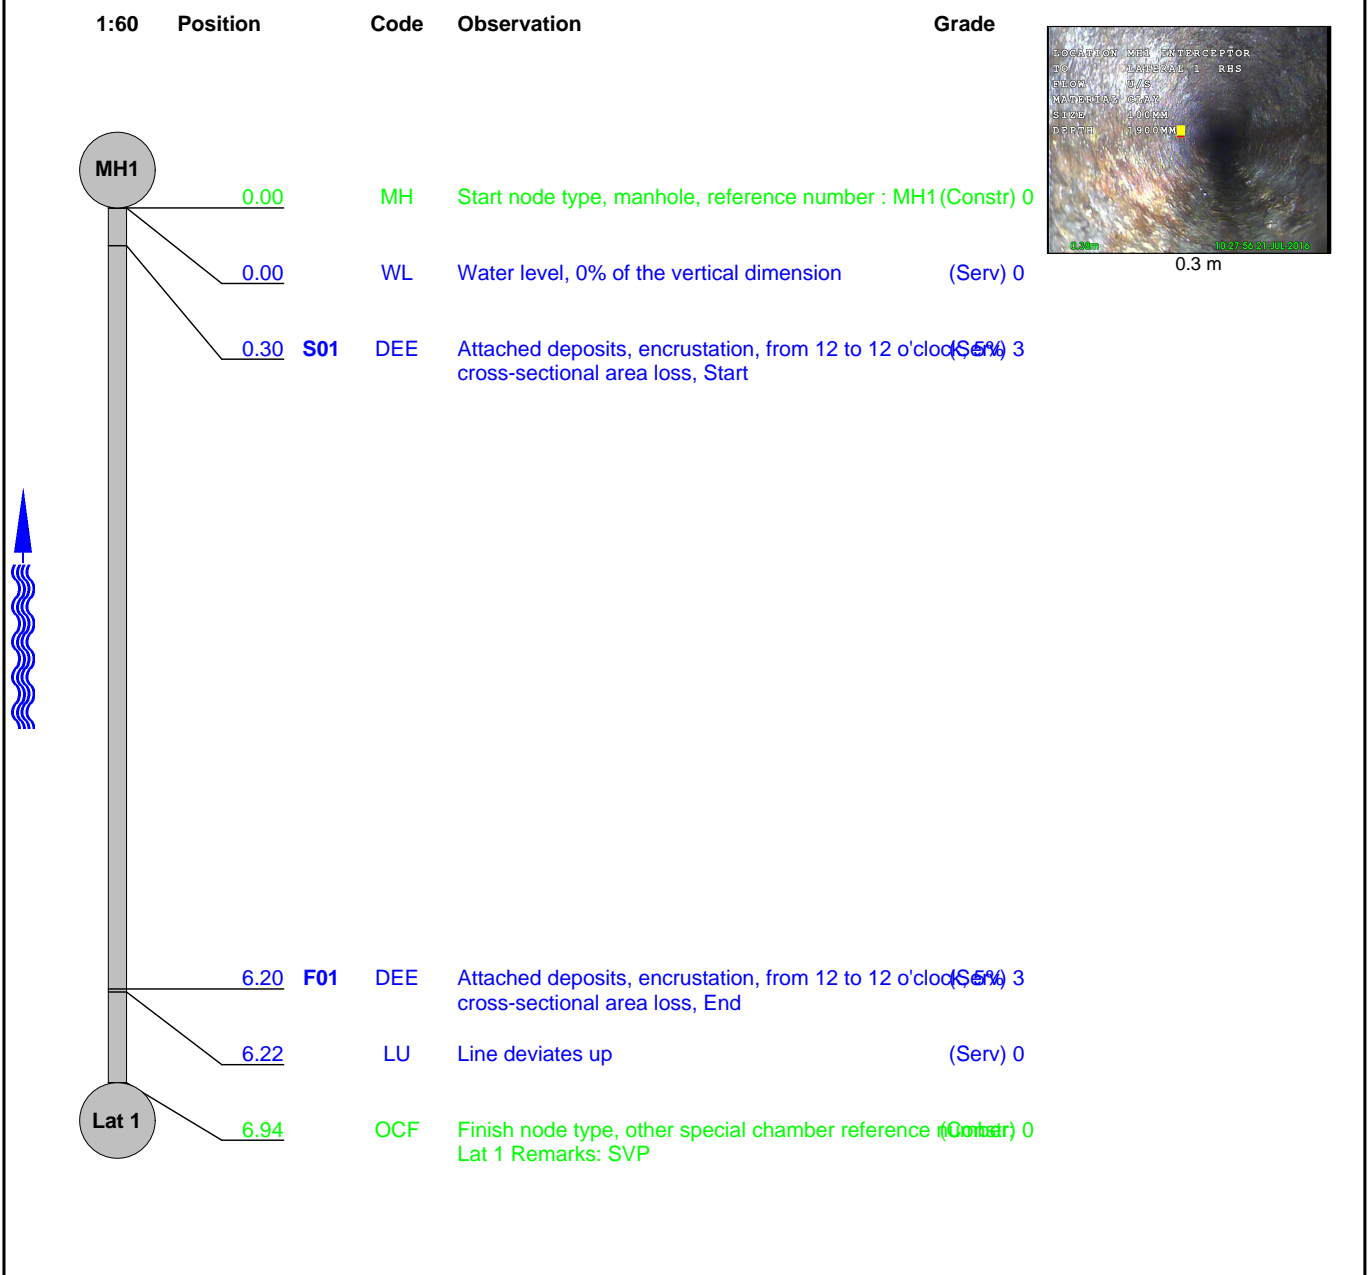 1:60 Position Code Observation Grade
LOCATION MH1 INTERCEPTOR
TO LATERAL 1 RHS
FLOW U/S
MATERIAL CLAY
SIZE 100MM
DEPTH 1900MM
0.30m 10:27:56 21-JUL-2016
0.3 m
MH1
0.00 MH Start node type, manhole, reference number : MH1 (Constr) 0
0.00 WL Water level, 0% of the vertical dimension (Serv) 0
0.30 S01 DEE Attached deposits, encrustation, from 12 to 12 o'clock, 5% (Serv) 3
cross-sectional area loss, Start
6.20 F01 DEE Attached deposits, encrustation, from 12 to 12 o'clock, 5% (Serv) 3
cross-sectional area loss, End
6.22 LU Line deviates up (Serv) 0
Lat 1
6.94 OCF Finish node type, other special chamber reference number: (Constr) 0
Lat 1 Remarks: SVP